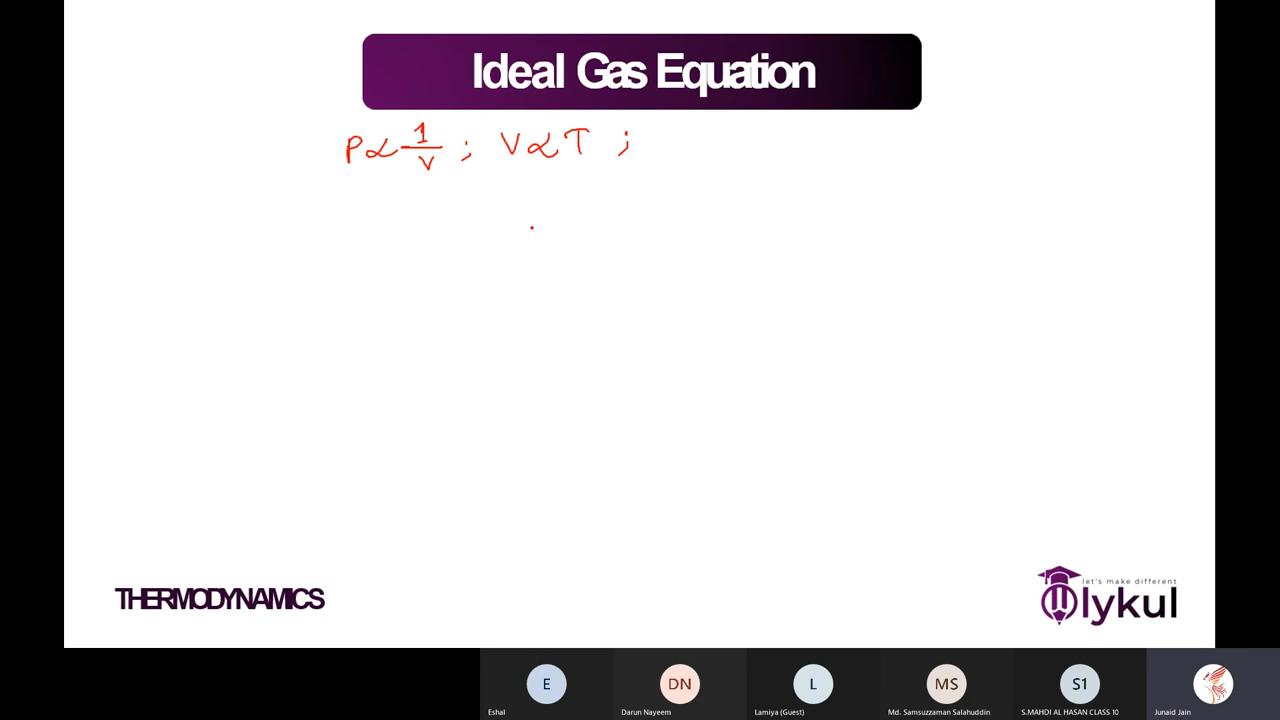 Ideal Gas Equation
P∝1/V ; V∝T ;
THERMODYNAMICS
let's make different
lykul
E
DN
L
MS
S1
Eshal
Darun Nayeem
Lamiya (Guest)
Md. Samsuzzaman Salahuddin
S.MAHDI AL HASAN CLASS 10
Junaid Jain